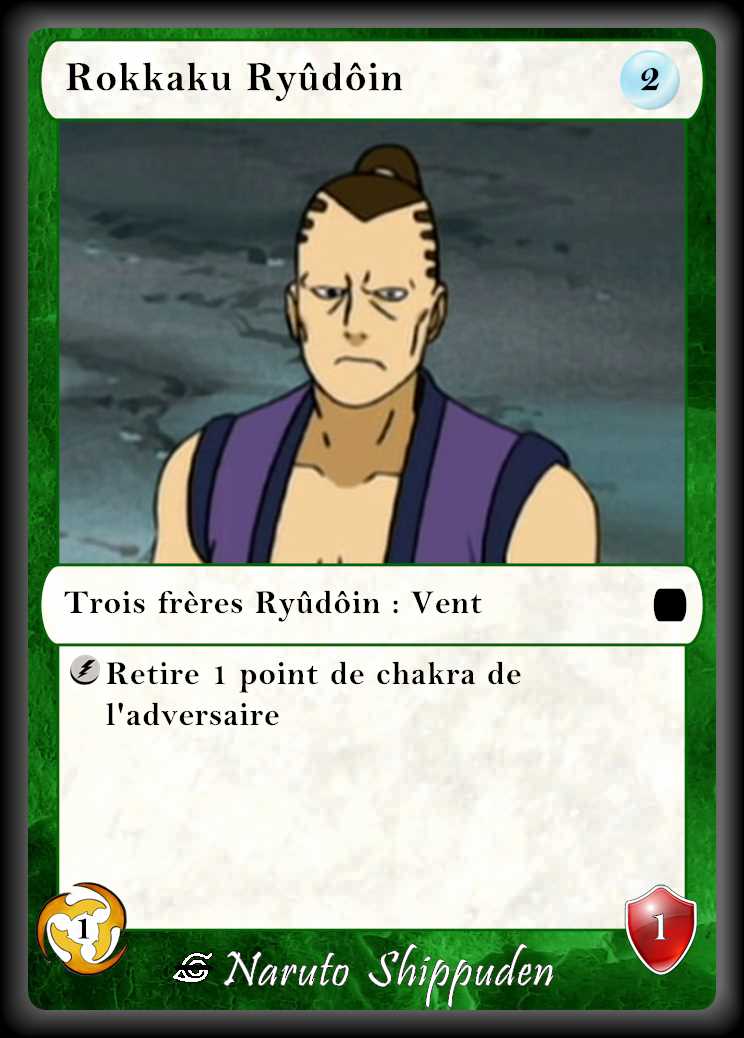 Rokkaku Ryûdôin
2
Trois frères Ryûdôin : Vent
Retire 1 point de chakra de
l'adversaire
1
1
Naruto Shippuden